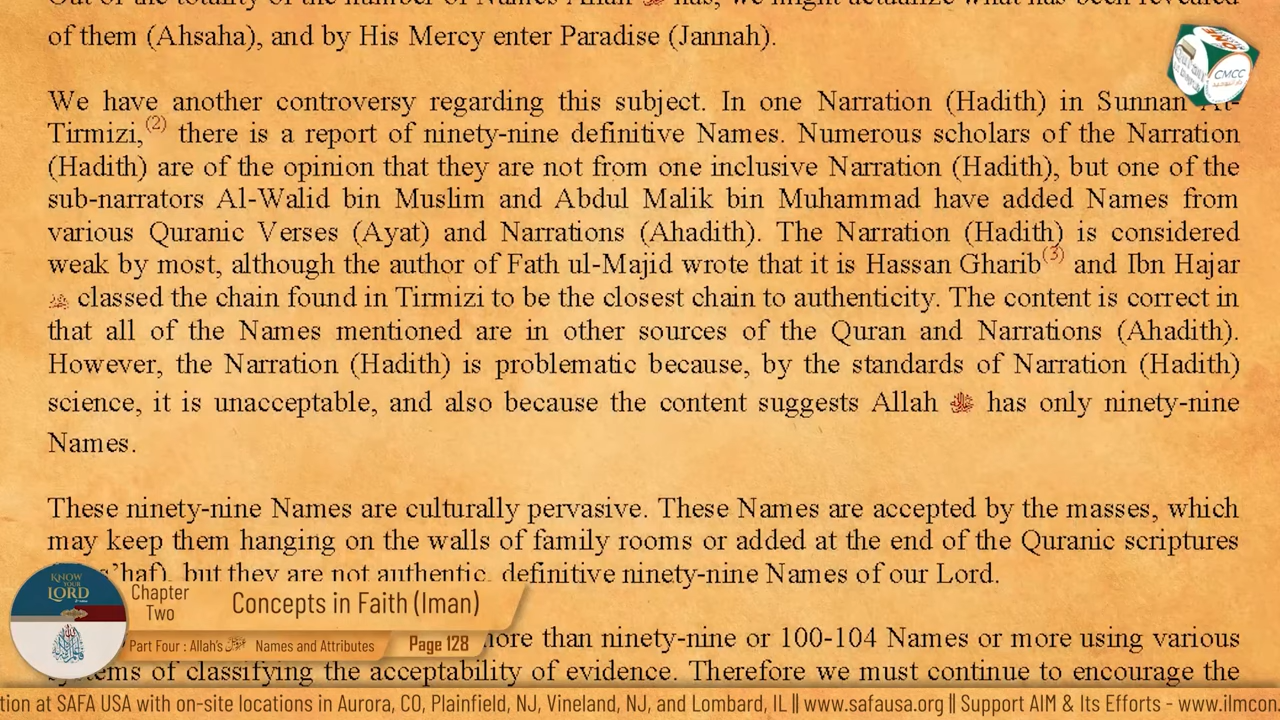 of them (Ahsaha), and by His Mercy enter Paradise (Jannah).
We have another controversy regarding this subject. In one Narration (Hadith) in Sunnan At-
Tirmizi,(2) there is a report of ninety-nine definitive Names. Numerous scholars of the Narration
(Hadith) are of the opinion that they are not from one inclusive Narration (Hadith), but one of the
sub-narrators Al-Walid bin Muslim and Abdul Malik bin Muhammad have added Names from
various Quranic Verses (Ayat) and Narrations (Ahadith). The Narration (Hadith) is considered
weak by most, although the author of Fath ul-Majid wrote that it is Hassan Gharib(3) and Ibn Hajar
classed the chain found in Tirmizi to be the closest chain to authenticity. The content is correct in
that all of the Names mentioned are in other sources of the Quran and Narrations (Ahadith).
However, the Narration (Hadith) is problematic because, by the standards of Narration (Hadith)
science, it is unacceptable, and also because the content suggests Allah ﷻ has only ninety-nine
Names.
These ninety-nine Names are culturally pervasive. These Names are accepted by the masses, which
may keep them hanging on the walls of family rooms or added at the end of the Quranic scriptures
but they are not authentic, definitive ninety-nine Names of our Lord.
more than ninety-nine or 100-104 Names or more using various
of classifying the acceptability of evidence. Therefore we must continue to encourage the
KNOW YOUR LORD
Chapter Two
Concepts in Faith (Iman)
Part Four : Allah's ﷻ Names and Attributes
Page 128
CMCC
tion at SAFA USA with on-site locations in Aurora, CO, Plainfield, NJ, Vineland, NJ, and Lombard, IL || www.safausa.org || Support AIM & Its Efforts - www.ilmcon.